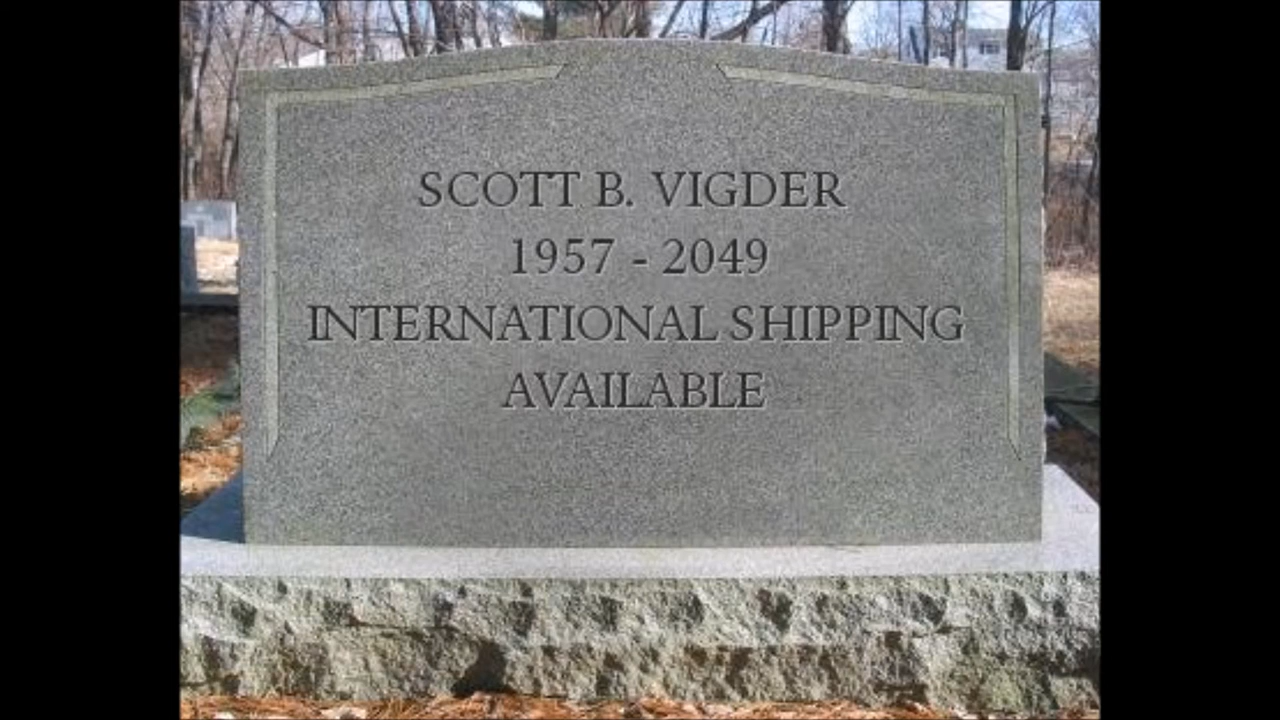 SCOTT B. VIGDER
1957 - 2049
INTERNATIONAL SHIPPING
AVAILABLE